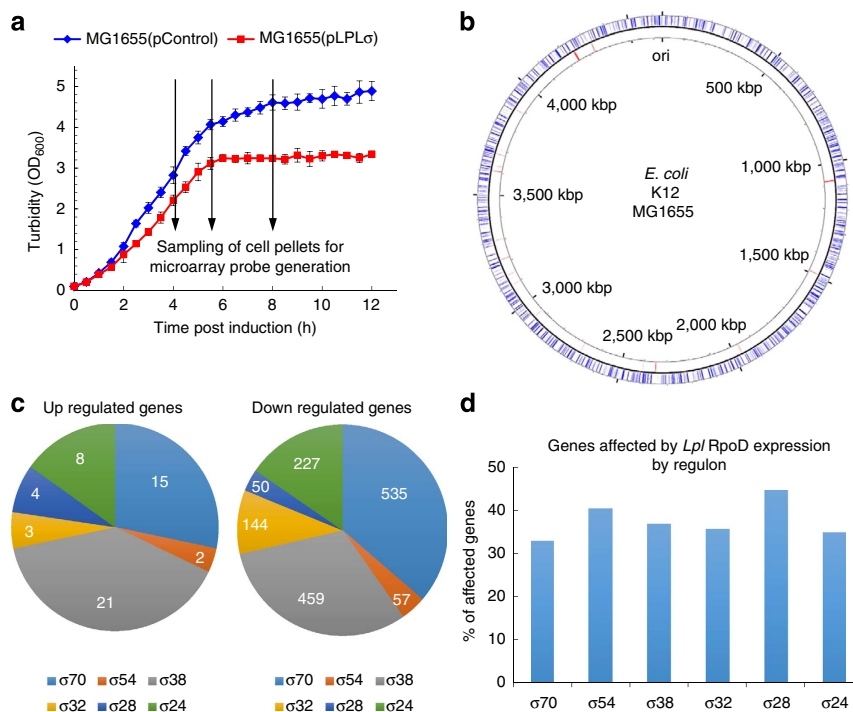 a
MG1655(pControl) MG1655(pLPLσ)
Turbidity (OD600)
5
4
3
2
1
0
Sampling of cell pellets for
microarray probe generation
0 2 4 6 8 10 12
Time post induction (h)
b
ori
500 kbp
1,000 kbp
1,500 kbp
2,000 kbp
2,500 kbp
3,000 kbp
3,500 kbp
4,000 kbp
E. coli
K12
MG1655
c
Up regulated genes
15
2
21
3
4
8
σ70 σ54 σ38
σ32 σ28 σ24
Down regulated genes
535
57
459
144
50
227
σ70 σ54 σ38
σ32 σ28 σ24
d
Genes affected by Lpl RpoD expression
by regulon
% of affected genes
50
40
30
20
10
0
σ70 σ54 σ38 σ32 σ28 σ24